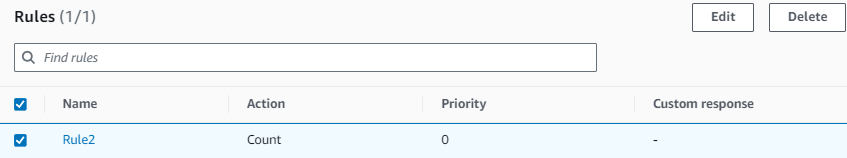 Rules (1/1) Edit Delete
Find rules
Name Action Priority Custom response
Rule2 Count 0 -